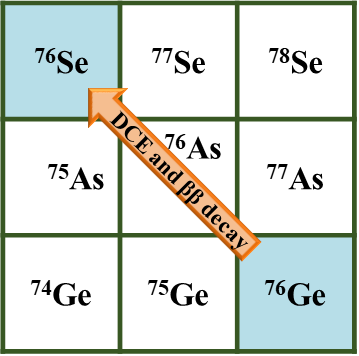 ⁷⁶Se ⁷⁷Se ⁷⁸Se
⁷⁵As ⁷⁶As ⁷⁷As
DCE and ββ decay
⁷⁴Ge ⁷⁵Ge ⁷⁶Ge